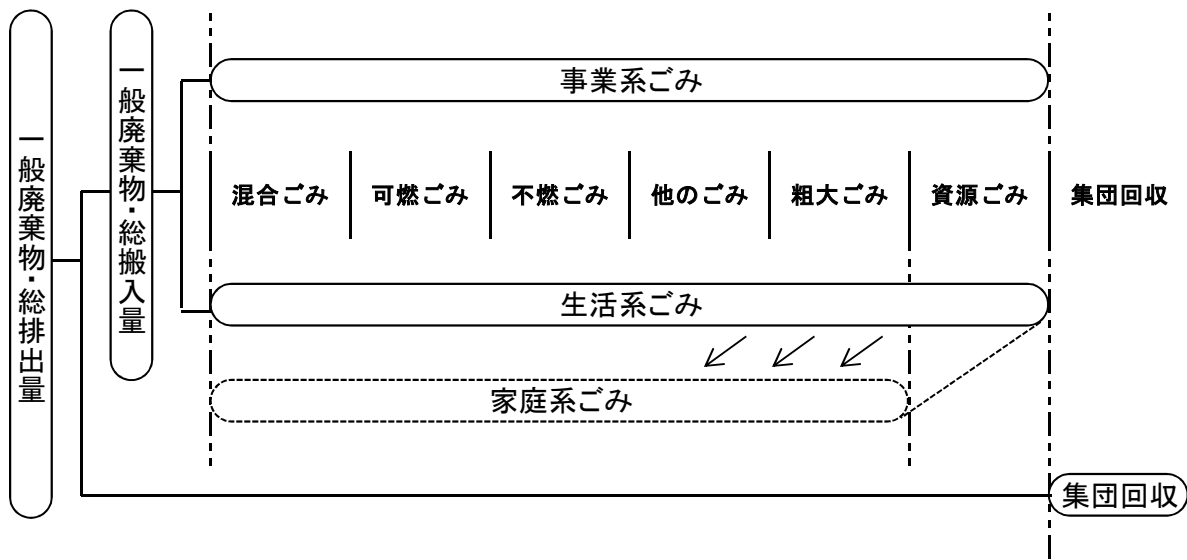 一般廃棄物・総排出量
一般廃棄物・総搬入量
事業系ごみ
混合ごみ
可燃ごみ
不燃ごみ
他のごみ
粗大ごみ
資源ごみ
集団回収
生活系ごみ
家庭系ごみ
集団回収